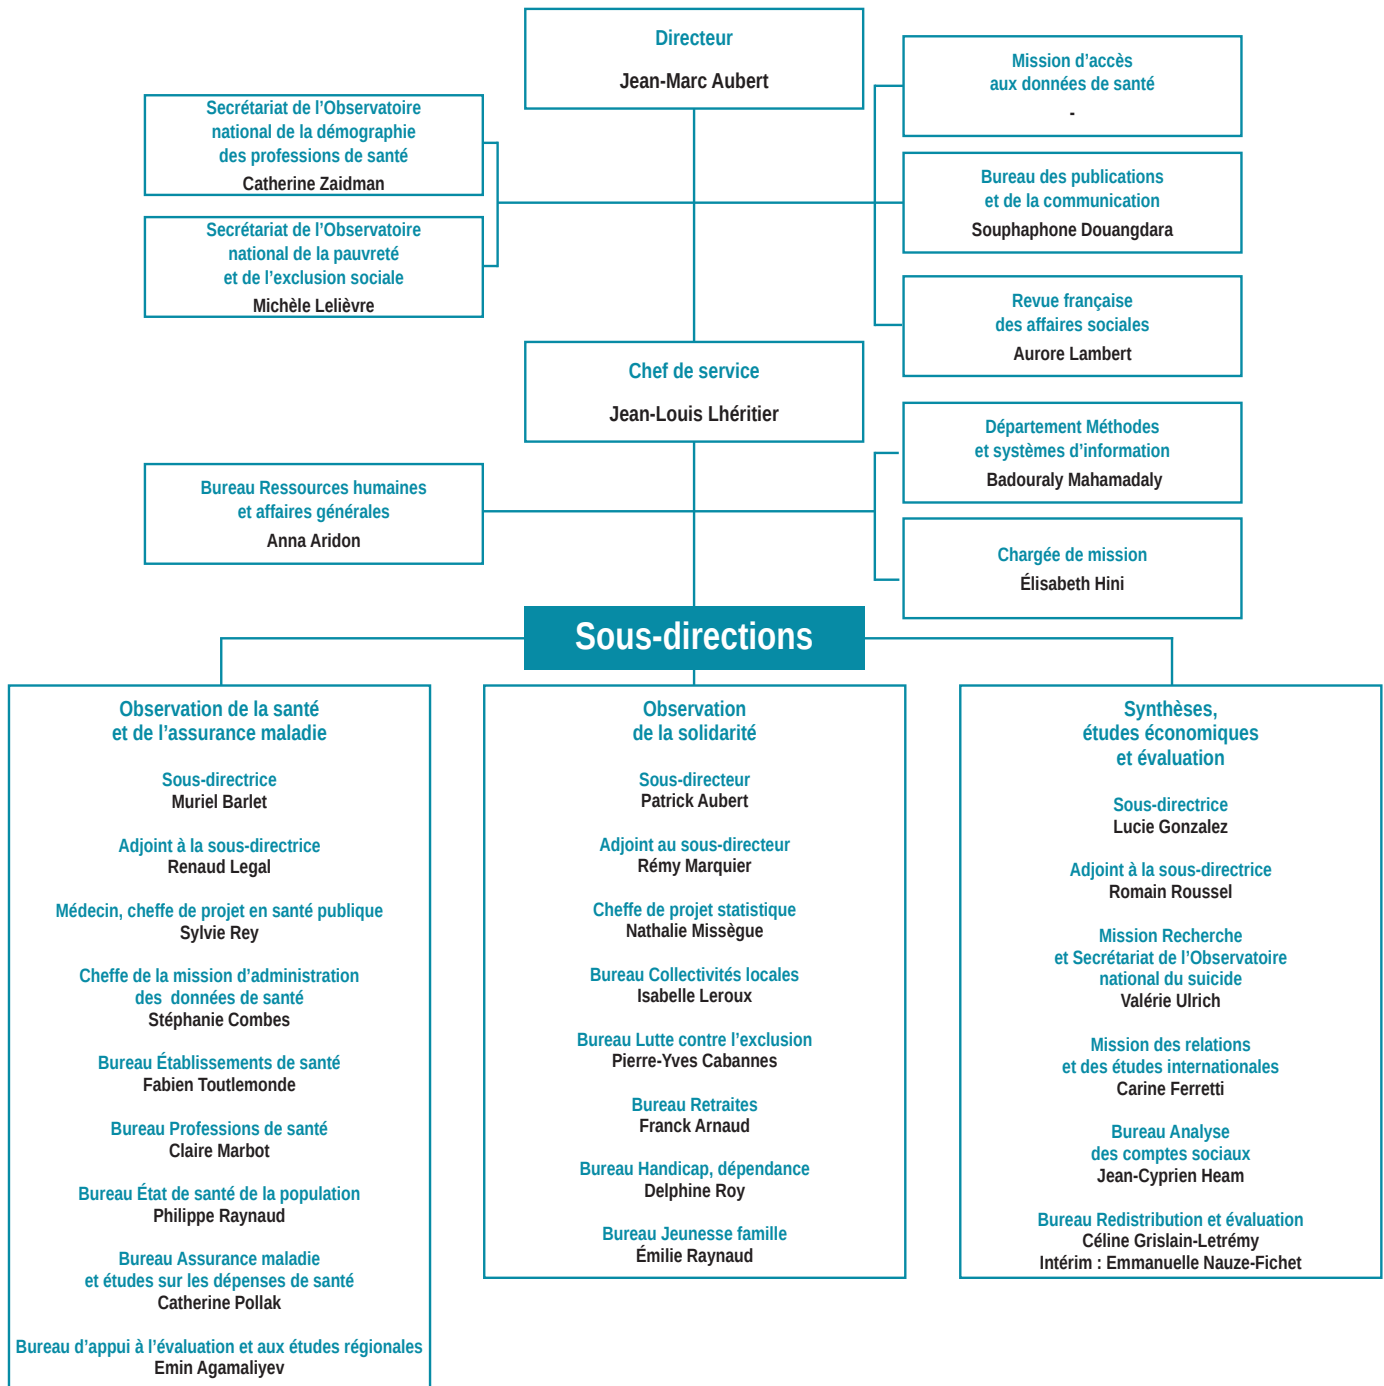 Directeur
Jean-Marc Aubert
Mission d’accès
aux données de santé
-
Secrétariat de l’Observatoire
national de la démographie
des professions de santé
Catherine Zaidman
Bureau des publications
et de la communication
Souphaphone Douangdara
Secrétariat de l’Observatoire
national de la pauvreté
et de l’exclusion sociale
Michèle Lelièvre
Revue française
des affaires sociales
Aurore Lambert
Chef de service
Jean-Louis Lhéritier
Département Méthodes
et systèmes d’information
Badouraly Mahamadaly
Bureau Ressources humaines
et affaires générales
Anna Aridon
Chargée de mission
Élisabeth Hini
Sous-directions
Observation de la santé
et de l’assurance maladie
Sous-directrice
Muriel Barlet
Adjoint à la sous-directrice
Renaud Legal
Médecin, cheffe de projet en santé publique
Sylvie Rey
Cheffe de la mission d’administration
des  données de santé
Stéphanie Combes
Bureau Établissements de santé
Fabien Toutlemonde
Bureau Professions de santé
Claire Marbot
Bureau État de santé de la population
Philippe Raynaud
Bureau Assurance maladie
et études sur les dépenses de santé
Catherine Pollak
Bureau d’appui à l’évaluation et aux études régionales
Emin Agamaliyev
Observation
de la solidarité
Sous-directeur
Patrick Aubert
Adjoint au sous-directeur
Rémy Marquier
Cheffe de projet statistique
Nathalie Missègue
Bureau Collectivités locales
Isabelle Leroux
Bureau Lutte contre l’exclusion
Pierre-Yves Cabannes
Bureau Retraites
Franck Arnaud
Bureau Handicap, dépendance
Delphine Roy
Bureau Jeunesse famille
Émilie Raynaud
Synthèses,
études économiques
et évaluation
Sous-directrice
Lucie Gonzalez
Adjoint à la sous-directrice
Romain Roussel
Mission Recherche
et Secrétariat de l’Observatoire
national du suicide
Valérie Ulrich
Mission des relations
et des études internationales
Carine Ferretti
Bureau Analyse
des comptes sociaux
Jean-Cyprien Heam
Bureau Redistribution et évaluation
Céline Grislain-Letrémy
Intérim : Emmanuelle Nauze-Fichet